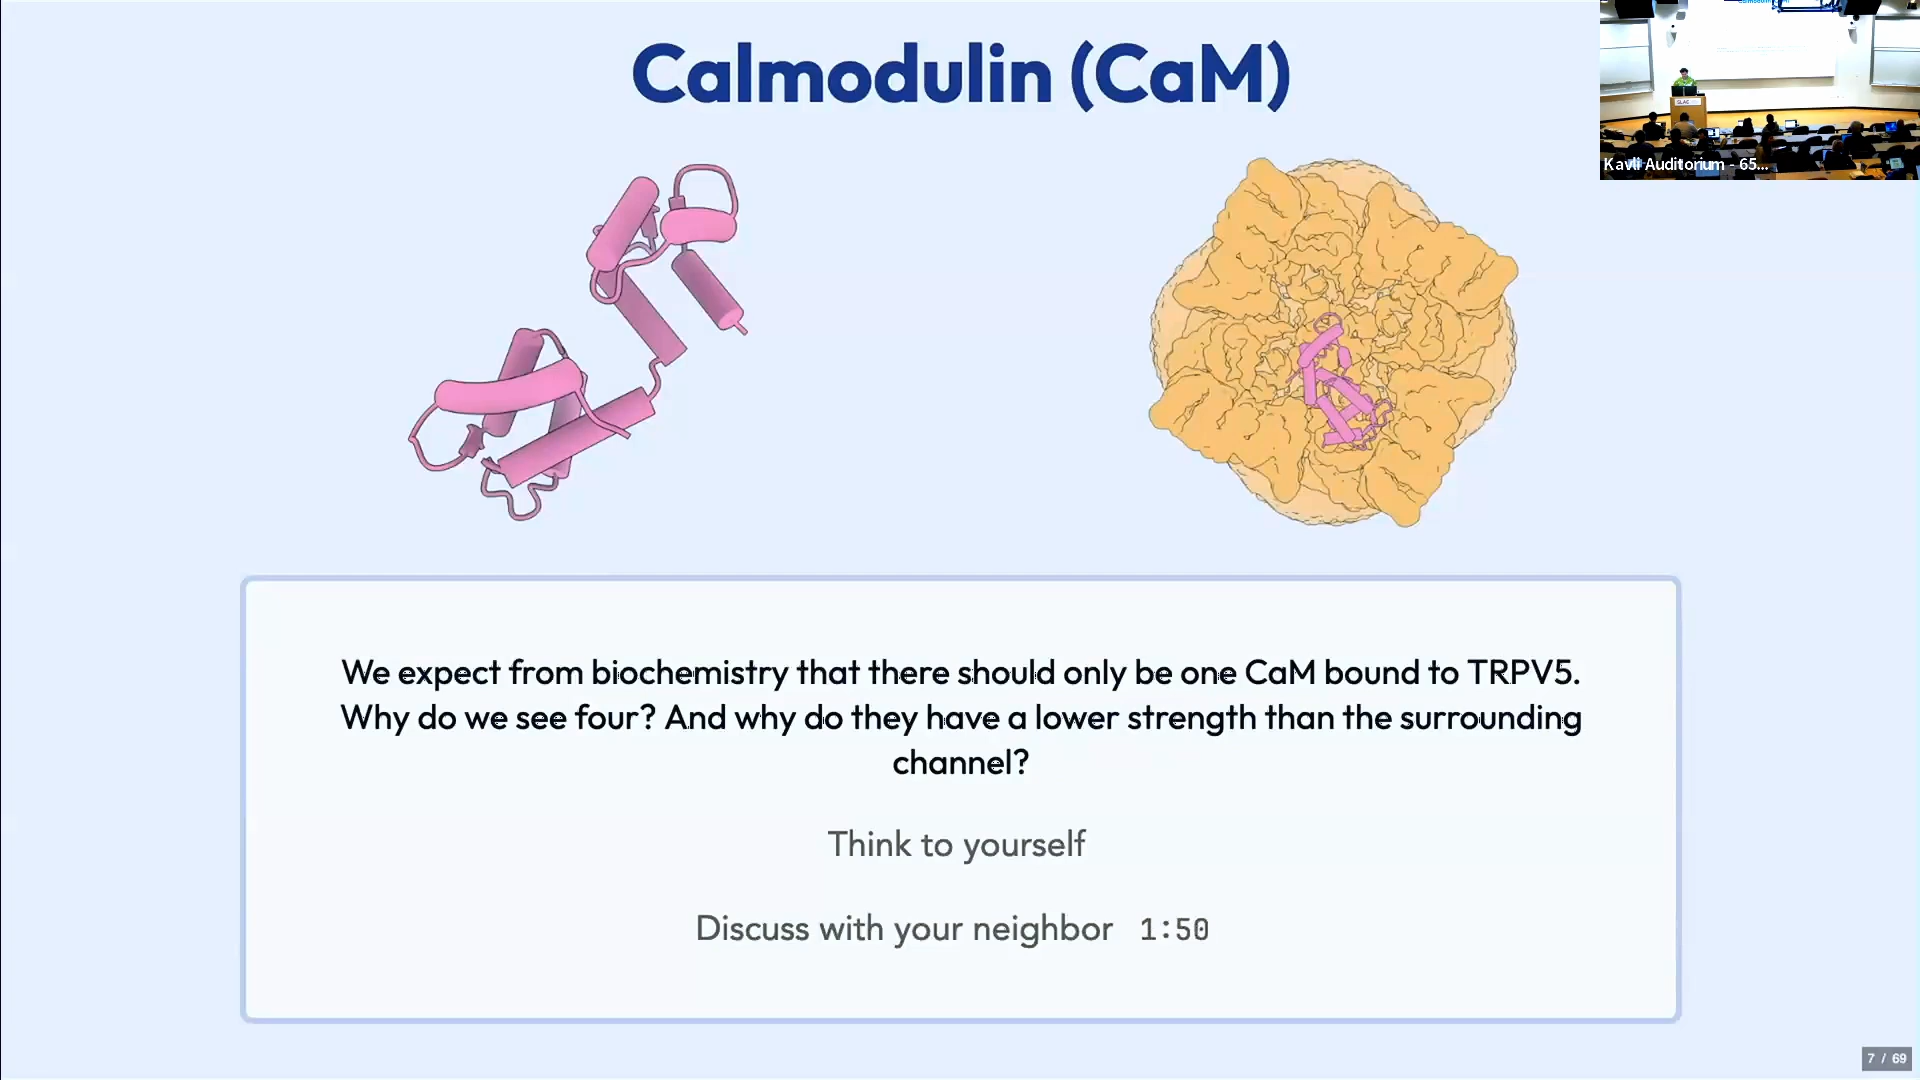 Calmodulin (CaM)
Kavli Auditorium - 65...
SLAC
We expect from biochemistry that there should only be one CaM bound to TRPV5.
Why do we see four? And why do they have a lower strength than the surrounding
channel?
Think to yourself
Discuss with your neighbor 1:50
7 / 69